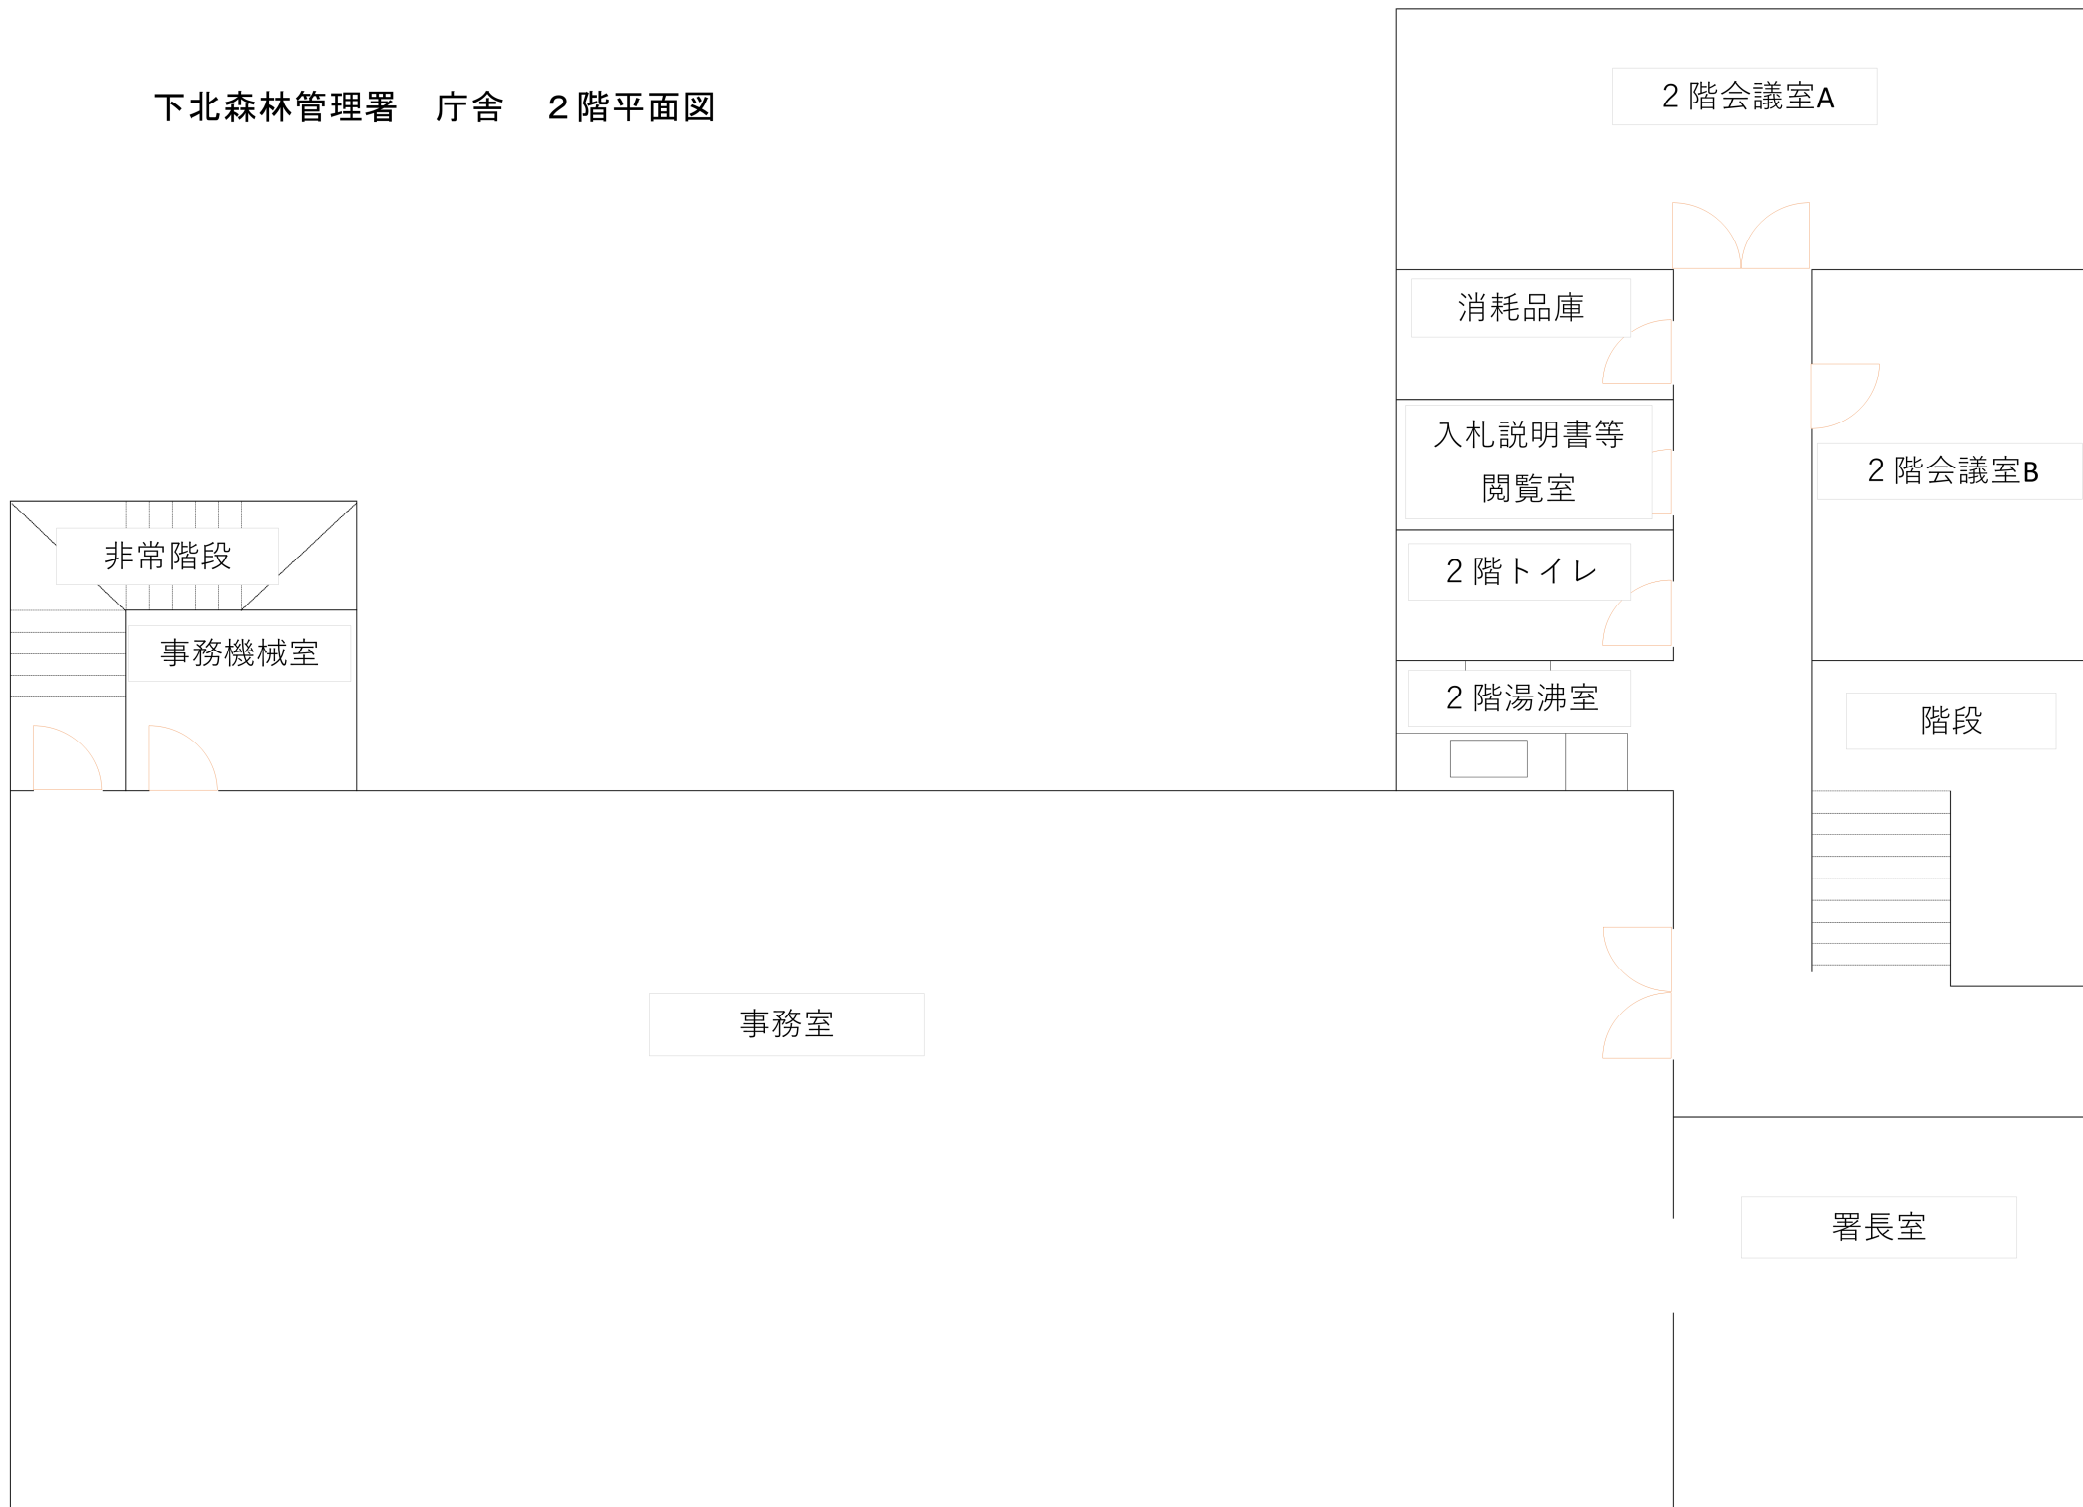 下北森林管理署　庁舎　２階平面図
２階会議室A
消耗品庫
入札説明書等
閲覧室
２階会議室B
非常階段
２階トイレ
事務機械室
２階湯沸室
階段
事務室
署長室